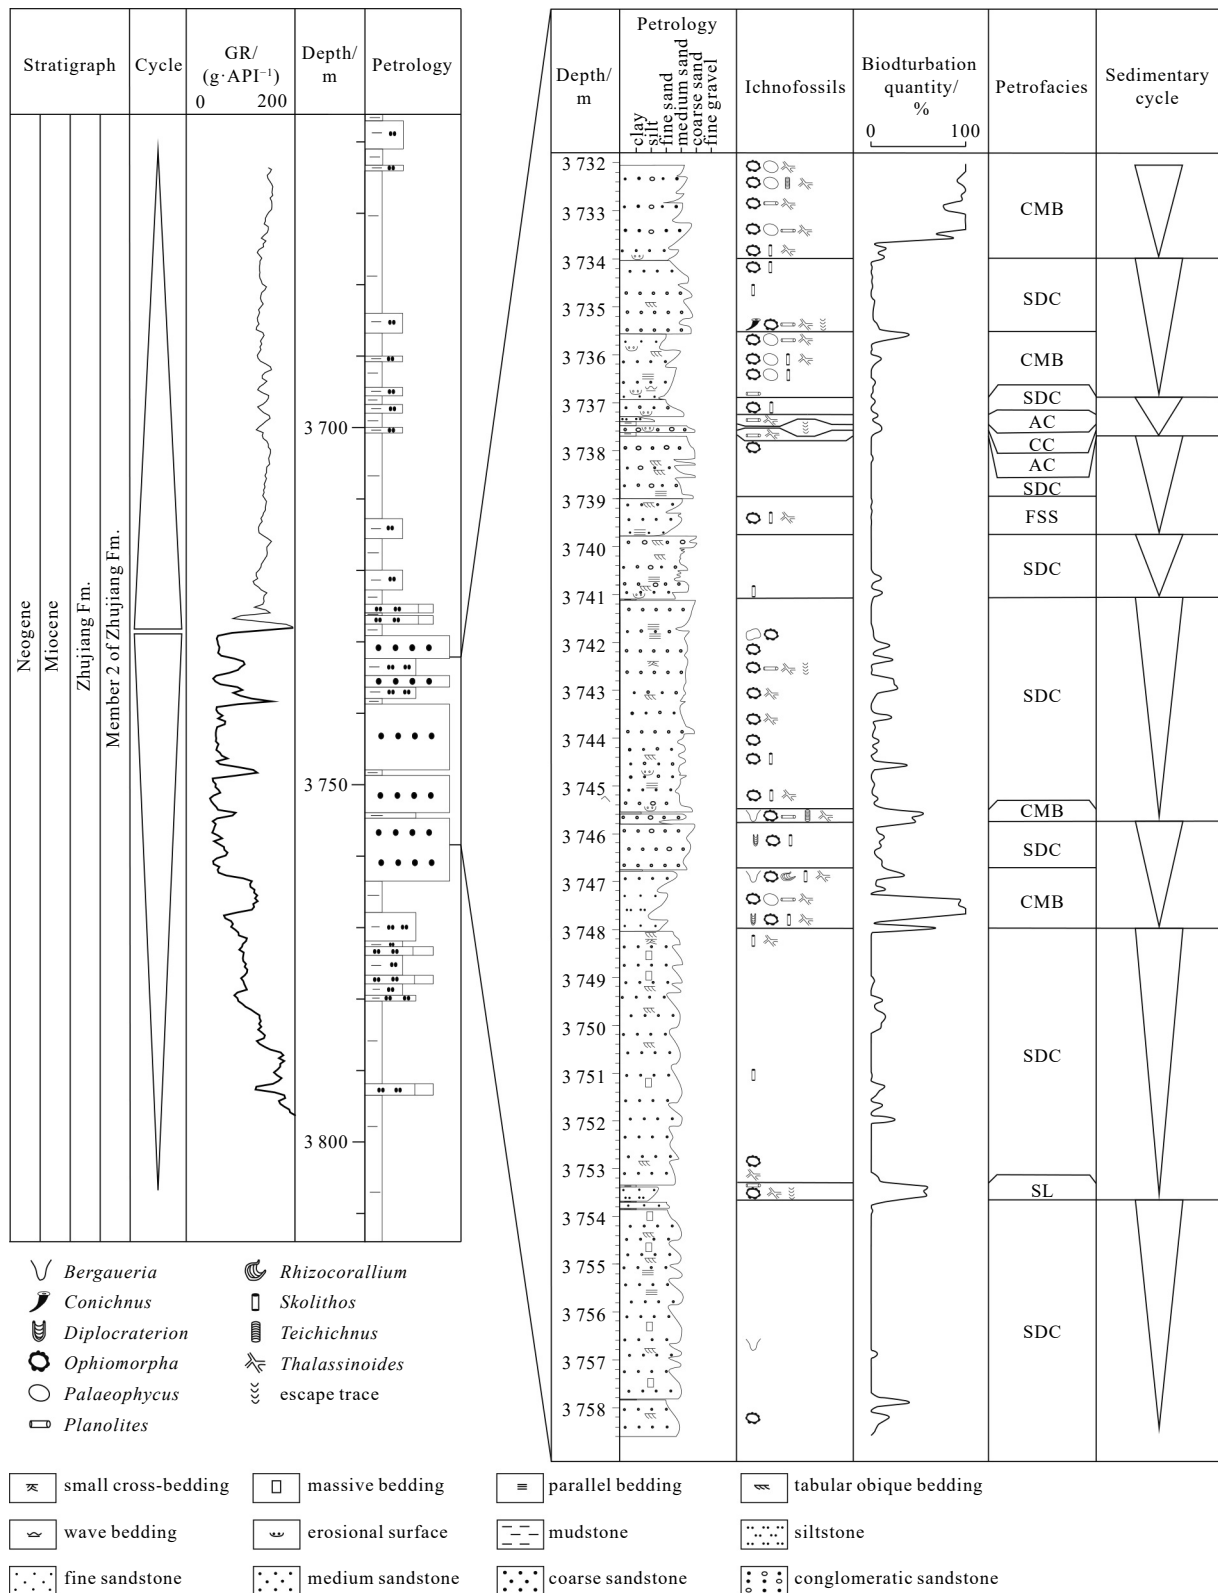 Stratigraph
Cycle
GR/
(g·API⁻¹)
0 200
Depth/
m
Petrology
Neogene
Miocene
Zhujiang Fm.
Member 2 of Zhujiang Fm.
3 700
3 750
3 800
Depth/
m
Petrology
clay
silt
fine sand
medium sand
coarse sand
fine gravel
Ichnofossils
Biodturbation
quantity/
%
0 100
Petrofacies
Sedimentary
cycle
3 732
3 733
3 734
3 735
3 736
3 737
3 738
3 739
3 740
3 741
3 742
3 743
3 744
3 745
3 746
3 747
3 748
3 749
3 750
3 751
3 752
3 753
3 754
3 755
3 756
3 757
3 758
CMB
SDC
CMB
SDC
AC
CC
AC
SDC
FSS
SDC
SDC
CMB
SDC
CMB
SDC
SL
SDC
Bergaueria
Conichnus
Diplocraterion
Ophiomorpha
Palaeophycus
Planolites
Rhizocorallium
Skolithos
Teichichnus
Thalassinoides
escape trace
small cross-bedding
massive bedding
parallel bedding
tabular obique bedding
wave bedding
erosional surface
mudstone
siltstone
fine sandstone
medium sandstone
coarse sandstone
conglomeratic sandstone